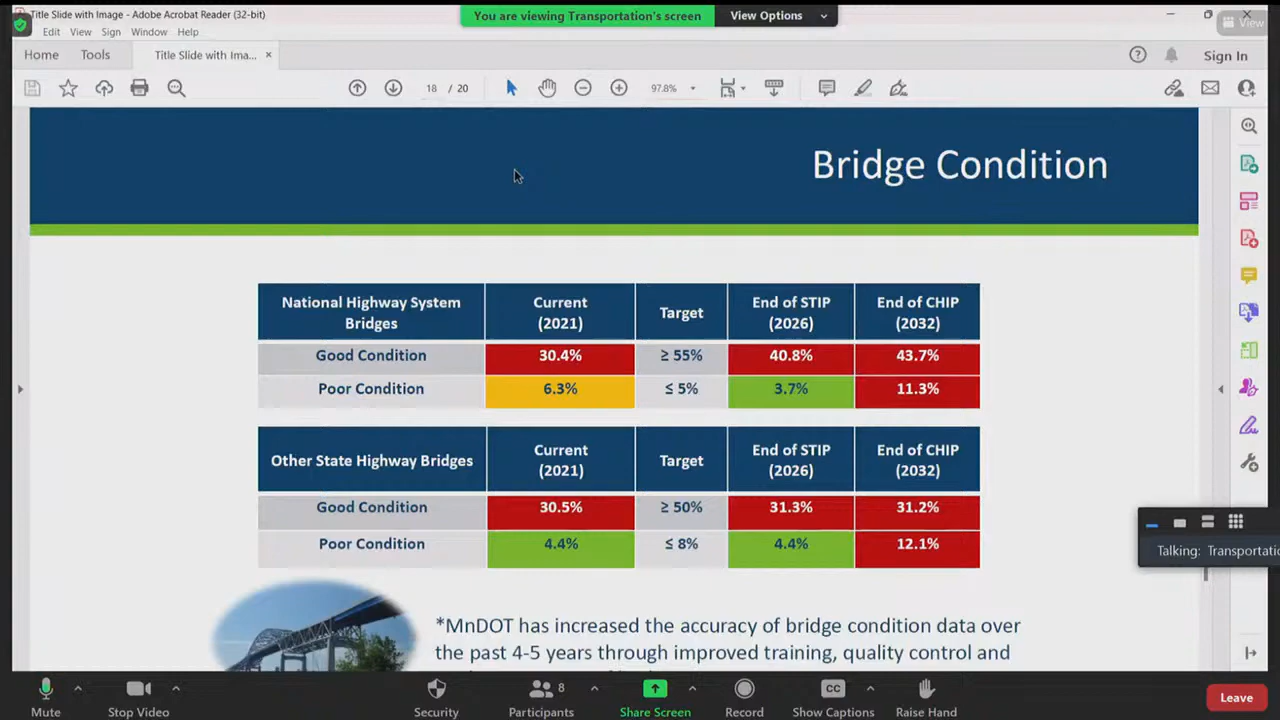 Title Slide with Image - Adobe Acrobat Reader (32-bit)
You are viewing Transportation's screen
View Options
View
Edit View Sign Window Help
Home Tools Title Slide with Ima... × Sign In
18 / 20 97.8%
Bridge Condition
National Highway System Bridges Current (2021) Target End of STIP (2026) End of CHIP (2032)
Good Condition 30.4% ≥ 55% 40.8% 43.7%
Poor Condition 6.3% ≤ 5% 3.7% 11.3%
Other State Highway Bridges Current (2021) Target End of STIP (2026) End of CHIP (2032)
Good Condition 30.5% ≥ 50% 31.3% 31.2%
Poor Condition 4.4% ≤ 8% 4.4% 12.1%
Talking: Transportatio
*MnDOT has increased the accuracy of bridge condition data over
the past 4-5 years through improved training, quality control and
8
CC
Mute Stop Video Security Participants Share Screen Record Show Captions Raise Hand Leave